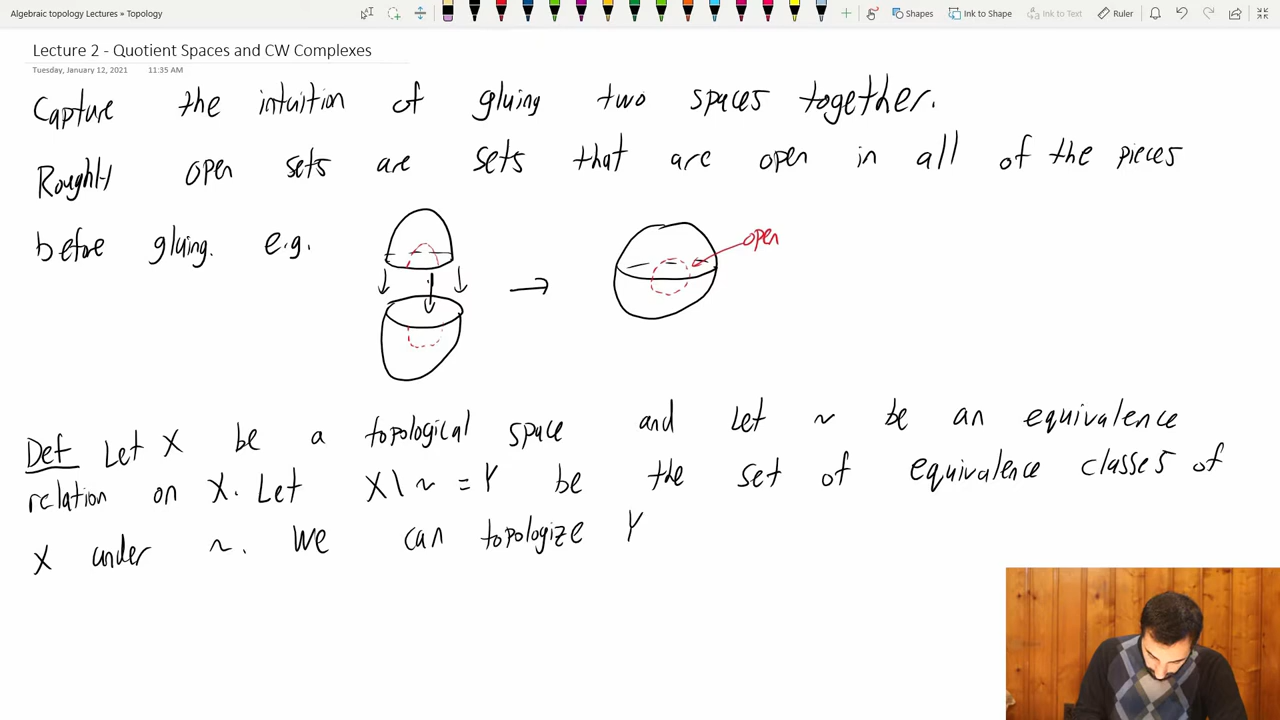 Algebraic topology Lectures » Topology
Shapes
Ink to Shape
Ink to Text
Ruler
Lecture 2 - Quotient Spaces and CW Complexes
Tuesday, January 12, 2021 11:35 AM
Capture the intuition of gluing two spaces together.
Roughly open sets are sets that are open in all of the pieces
before gluing. e.g.
open
Def Let X be a topological space and let ~ be an equivalence
relation on X. Let X\~ = Y be the set of equivalence classes of
X under ~. We can topologize Y